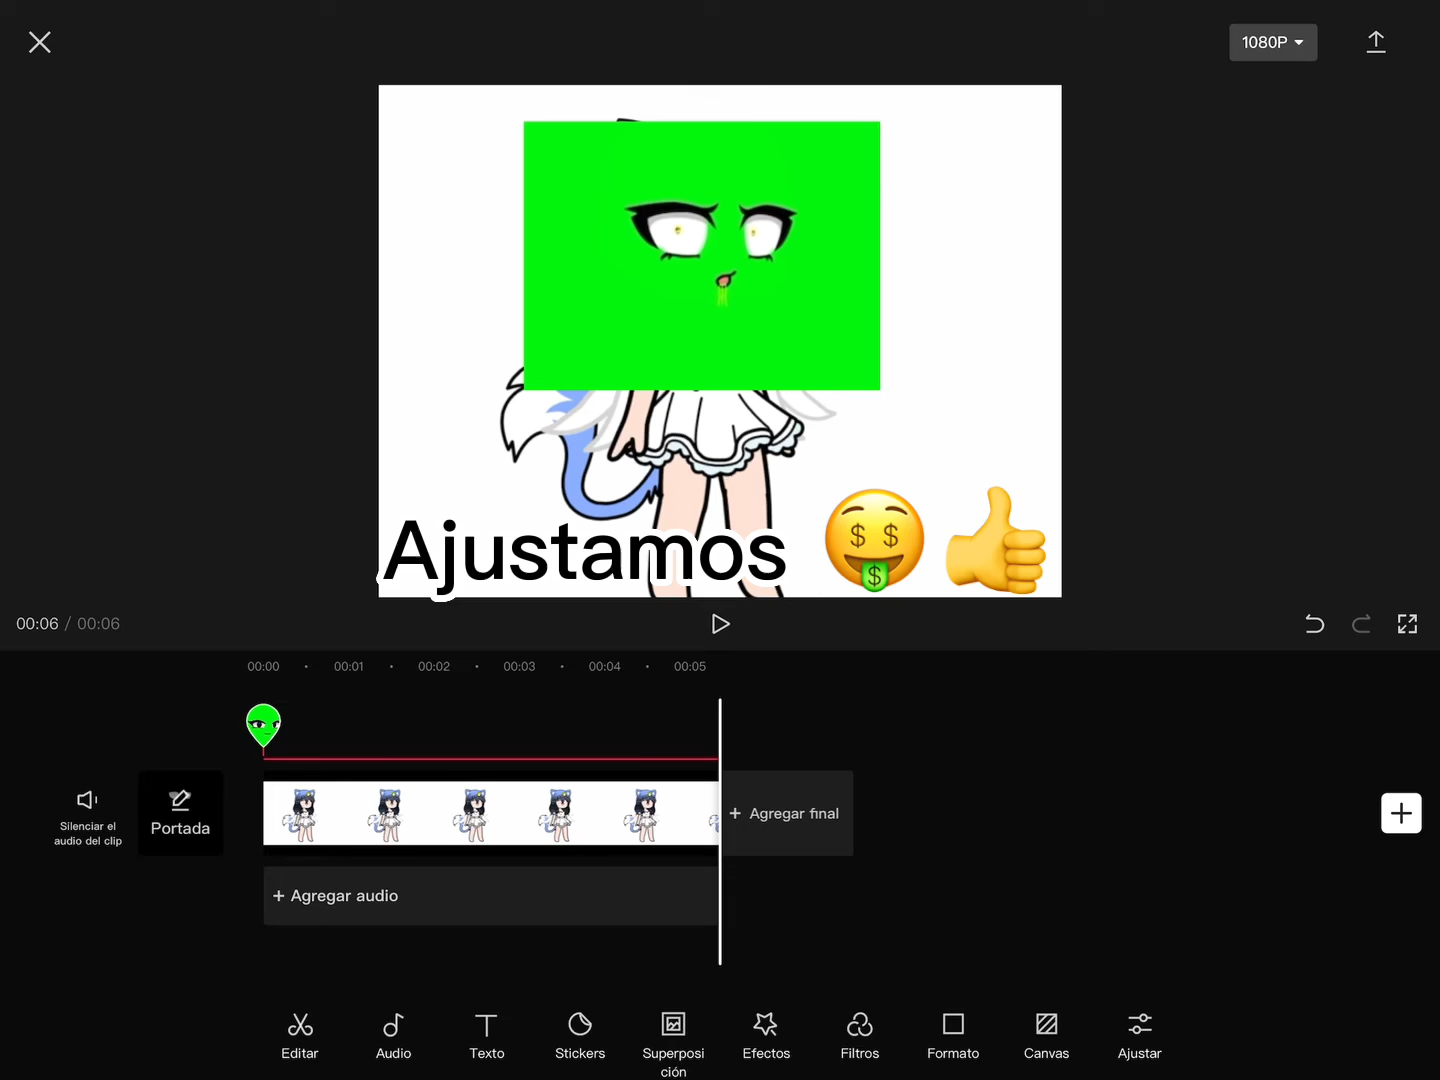 1080P
Ajustamos 🤑👍
00:06 / 00:06
00:00 00:01 00:02 00:03 00:04 00:05
Silenciar el
audio del clip
Portada
+ Agregar final
+ Agregar audio
Editar
Audio
Texto
Stickers
Superposi
ción
Efectos
Filtros
Formato
Canvas
Ajustar